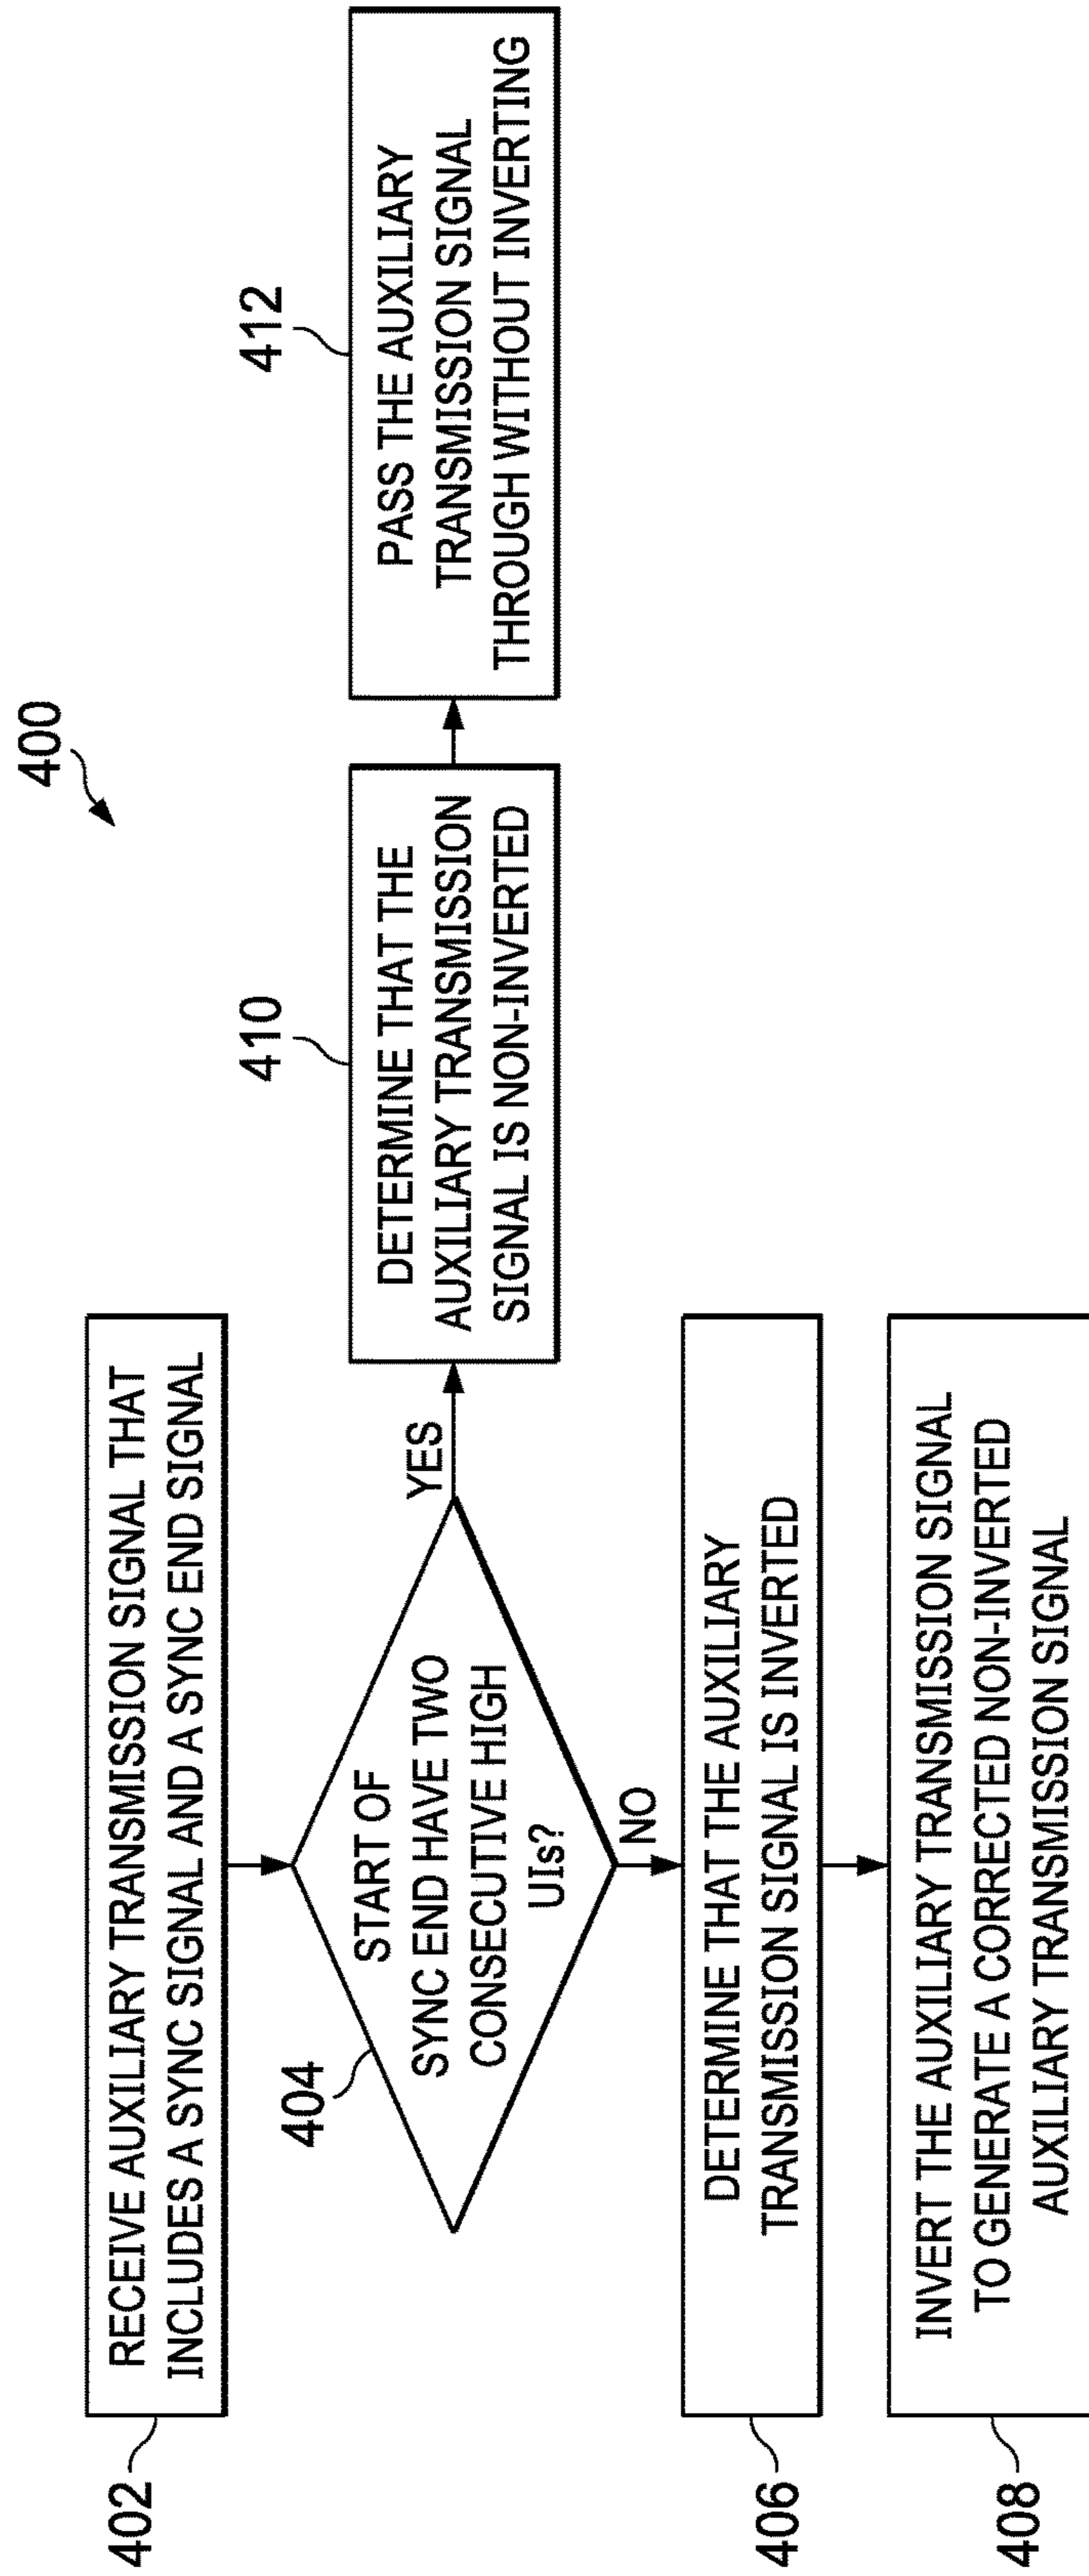 400
402
RECEIVE AUXILIARY TRANSMISSION SIGNAL THAT
INCLUDES A SYNC SIGNAL AND A SYNC END SIGNAL
404
START OF
SYNC END HAVE TWO
CONSECUTIVE HIGH
UIs?
YES
410
DETERMINE THAT THE
AUXILIARY TRANSMISSION
SIGNAL IS NON-INVERTED
412
PASS THE AUXILIARY
TRANSMISSION SIGNAL
THROUGH WITHOUT INVERTING
NO
406
DETERMINE THAT THE AUXILIARY
TRANSMISSION SIGNAL IS INVERTED
408
INVERT THE AUXILIARY TRANSMISSION SIGNAL
TO GENERATE A CORRECTED NON-INVERTED
AUXILIARY TRANSMISSION SIGNAL